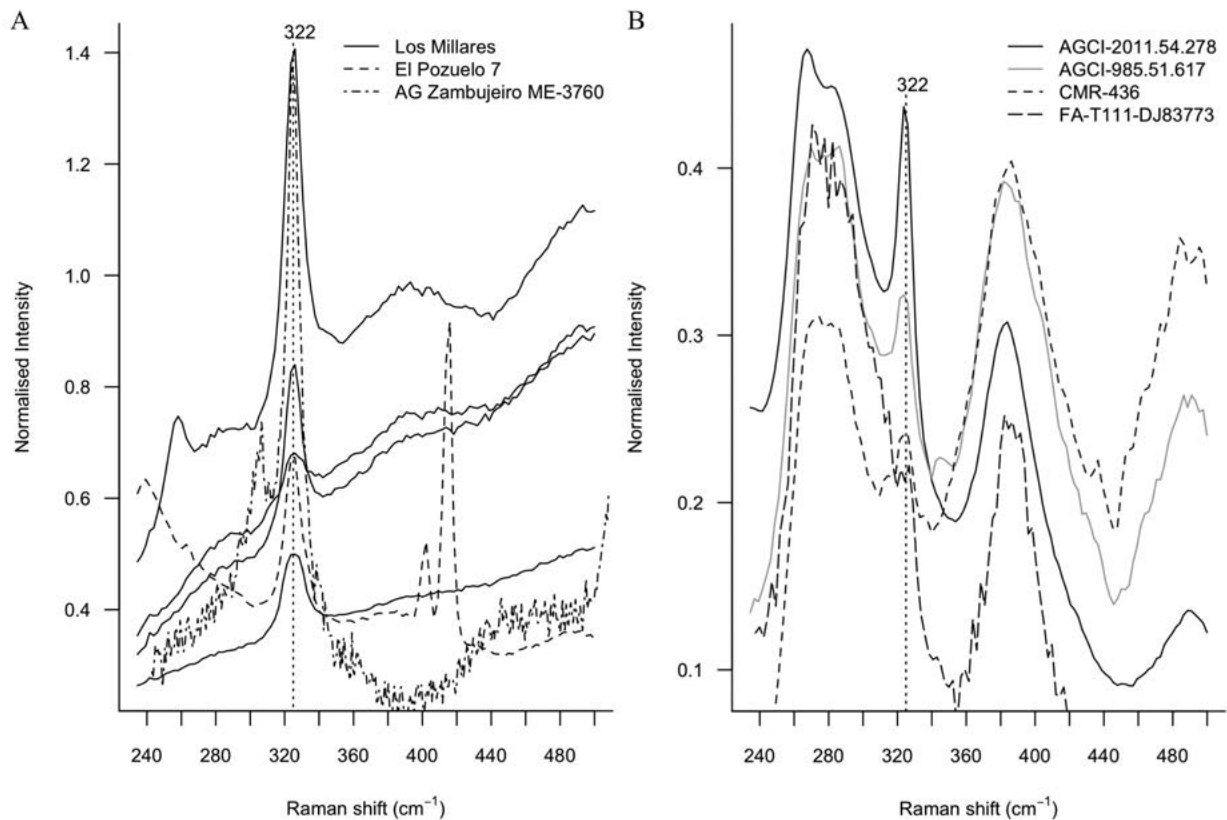 A
322
Los Millares
El Pozuelo 7
AG Zambujeiro ME-3760
1.4
1.2
1.0
0.8
0.6
0.4
Normalised Intensity
240 280 320 360 400 440 480
Raman shift (cm⁻¹)
B
322
AGCI-2011.54.278
AGCI-985.51.617
CMR-436
FA-T111-DJ83773
0.4
0.3
0.2
0.1
Normalised Intensity
240 280 320 360 400 440 480
Raman shift (cm⁻¹)